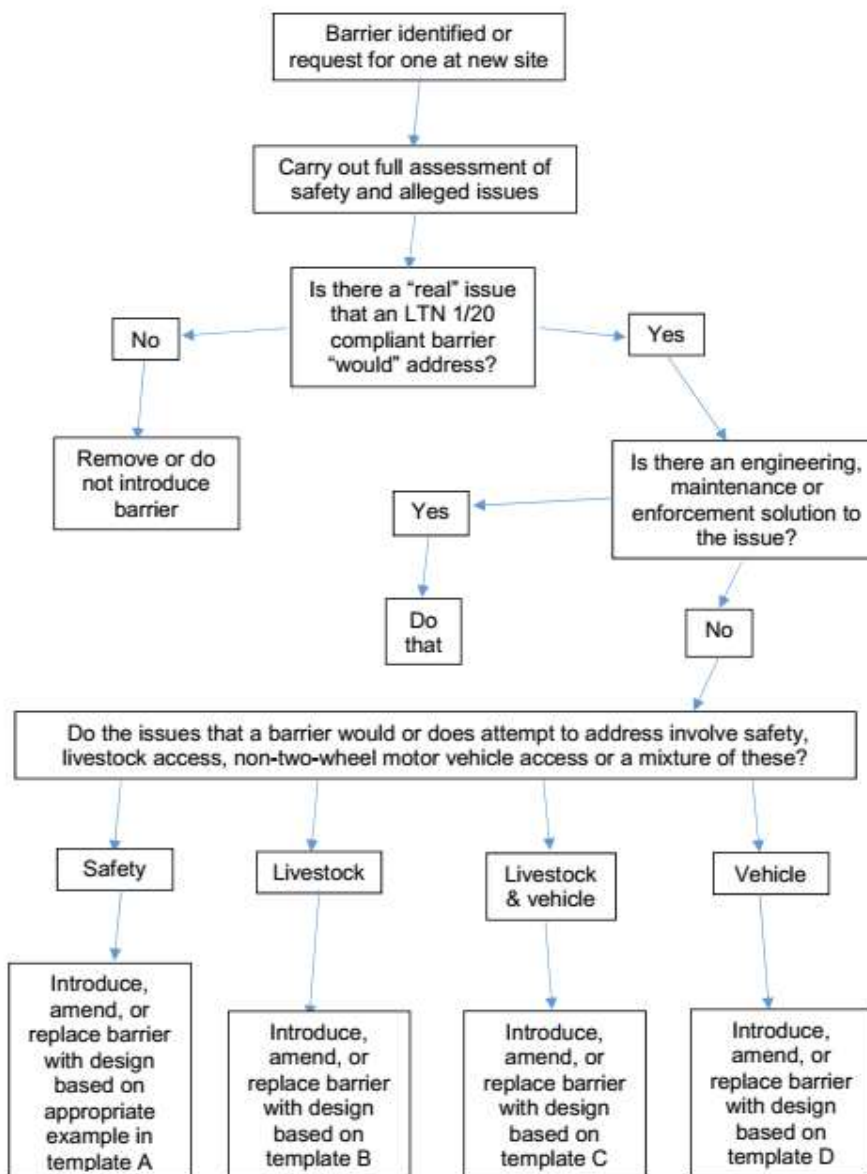 Barrier identified or
request for one at new site
Carry out full assessment of
safety and alleged issues
Is there a “real” issue
that an LTN 1/20
compliant barrier
“would” address?
No
Yes
Remove or do
not introduce
barrier
Is there an engineering,
maintenance or
enforcement solution to
the issue?
Yes
Do
that
No
Do the issues that a barrier would or does attempt to address involve safety,
livestock access, non-two-wheel motor vehicle access or a mixture of these?
Safety
Livestock
Livestock
& vehicle
Vehicle
Introduce,
amend, or
replace barrier
with design
based on
appropriate
example in
template A
Introduce,
amend, or
replace barrier
with design
based on
template B
Introduce,
amend, or
replace barrier
with design
based on
template C
Introduce,
amend, or
replace barrier
with design
based on
template D